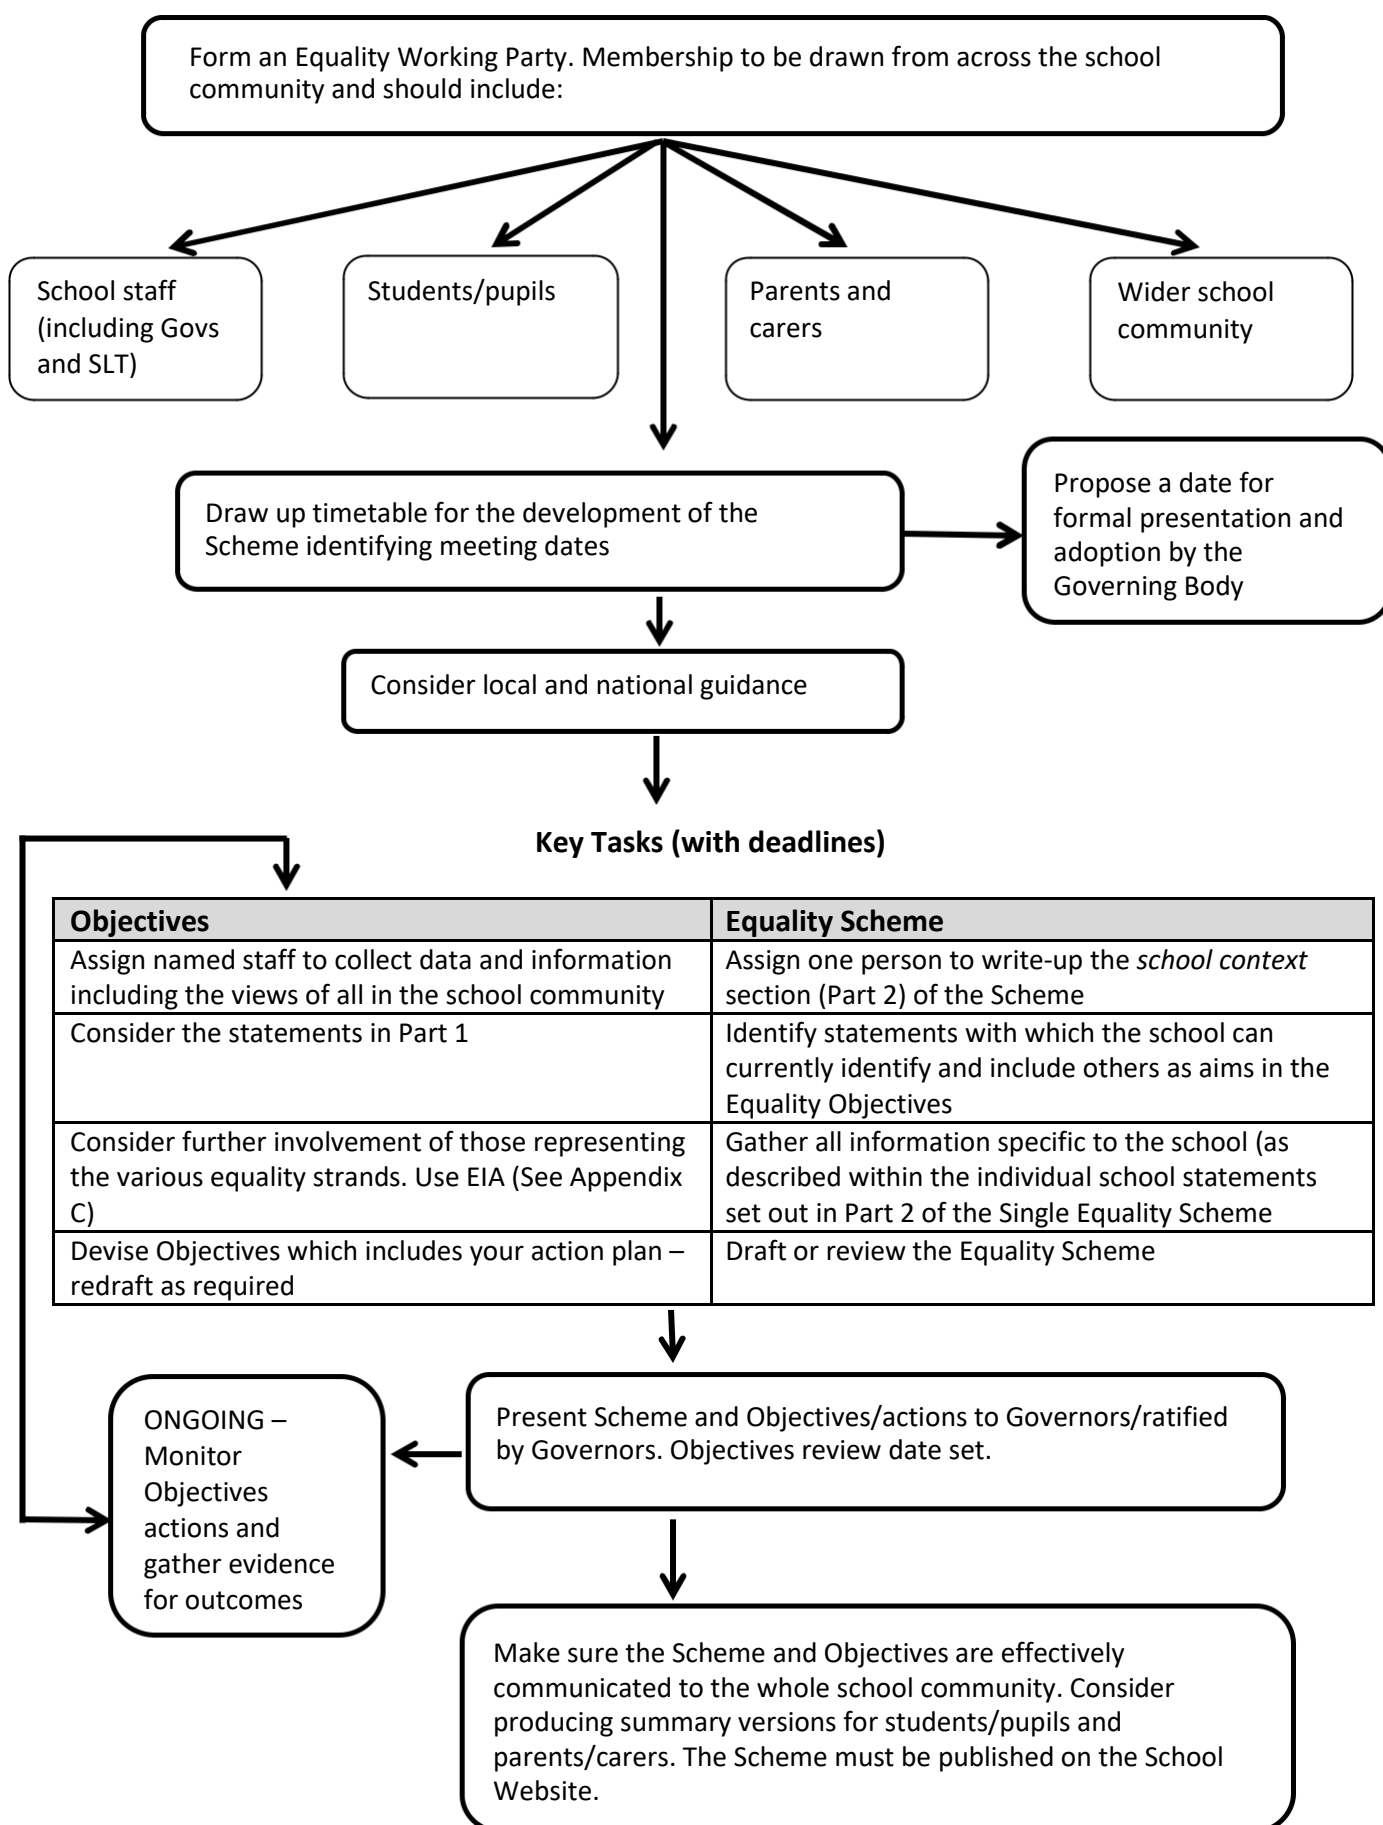 Form an Equality Working Party. Membership to be drawn from across the school
community and should include:
School staff
(including Govs
and SLT)
Students/pupils
Parents and
carers
Wider school
community
Draw up timetable for the development of the
Scheme identifying meeting dates
Propose a date for
formal presentation and
adoption by the
Governing Body
Consider local and national guidance
Key Tasks (with deadlines)
Objectives
Equality Scheme
Assign named staff to collect data and information
including the views of all in the school community
Assign one person to write-up the school context
section (Part 2) of the Scheme
Consider the statements in Part 1
Identify statements with which the school can
currently identify and include others as aims in the
Equality Objectives
Consider further involvement of those representing
the various equality strands. Use EIA (See Appendix
C)
Gather all information specific to the school (as
described within the individual school statements
set out in Part 2 of the Single Equality Scheme
Devise Objectives which includes your action plan –
redraft as required
Draft or review the Equality Scheme
ONGOING –
Monitor
Objectives
actions and
gather evidence
for outcomes
Present Scheme and Objectives/actions to Governors/ratified
by Governors. Objectives review date set.
Make sure the Scheme and Objectives are effectively
communicated to the whole school community. Consider
producing summary versions for students/pupils and
parents/carers. The Scheme must be published on the School
Website.